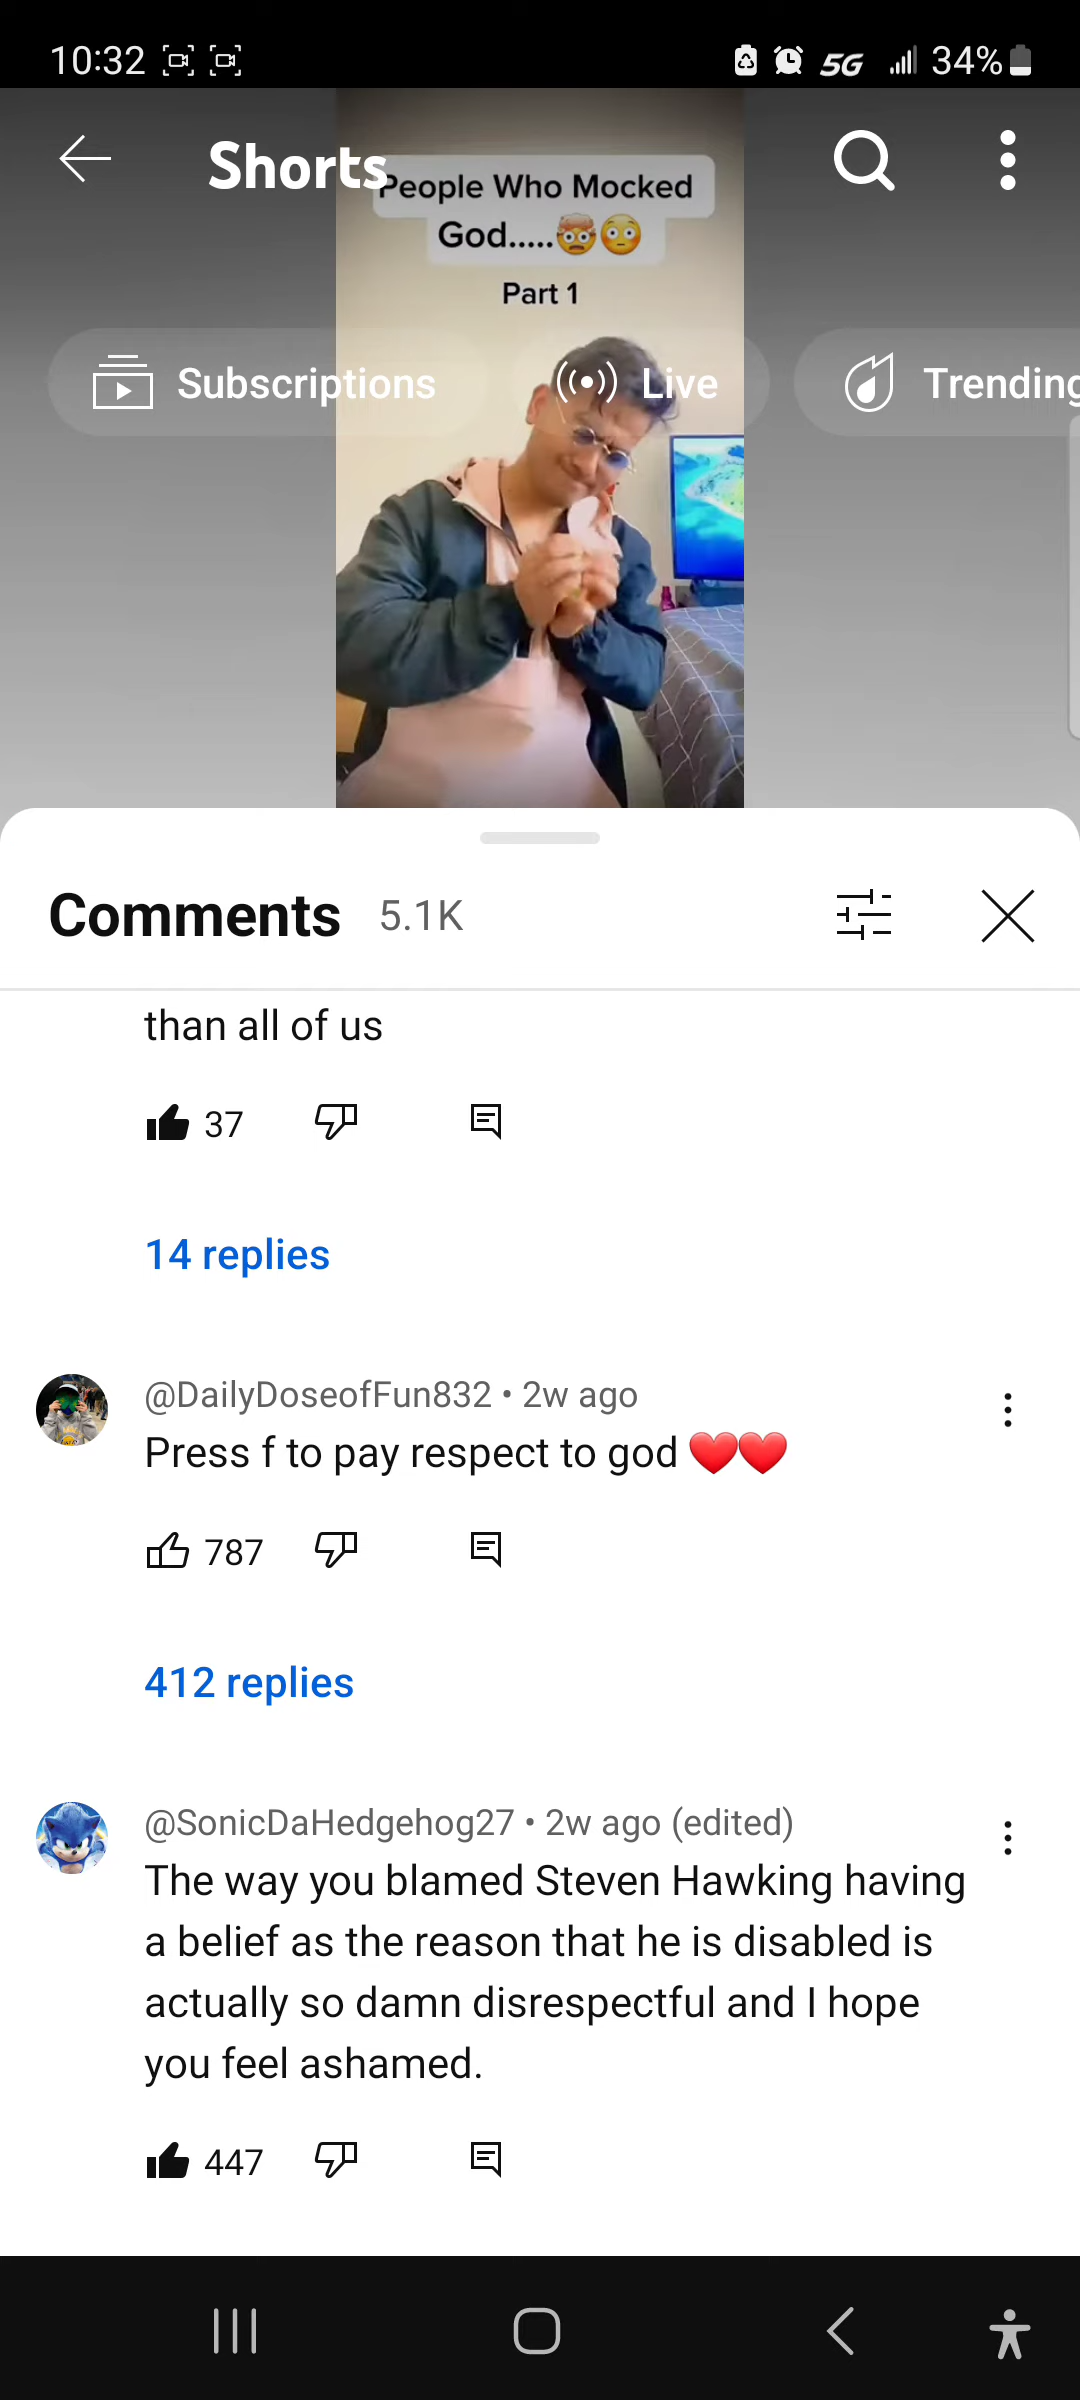 10:32 5G 34%
Shorts
People Who Mocked
God.....🤯😳
Part 1
Subscriptions Live Trending
Comments 5.1K
than all of us
37
14 replies
@DailyDoseofFun832 • 2w ago
Press f to pay respect to god ❤️❤️
787
412 replies
@SonicDaHedgehog27 • 2w ago (edited)
The way you blamed Steven Hawking having
a belief as the reason that he is disabled is
actually so damn disrespectful and I hope
you feel ashamed.
447